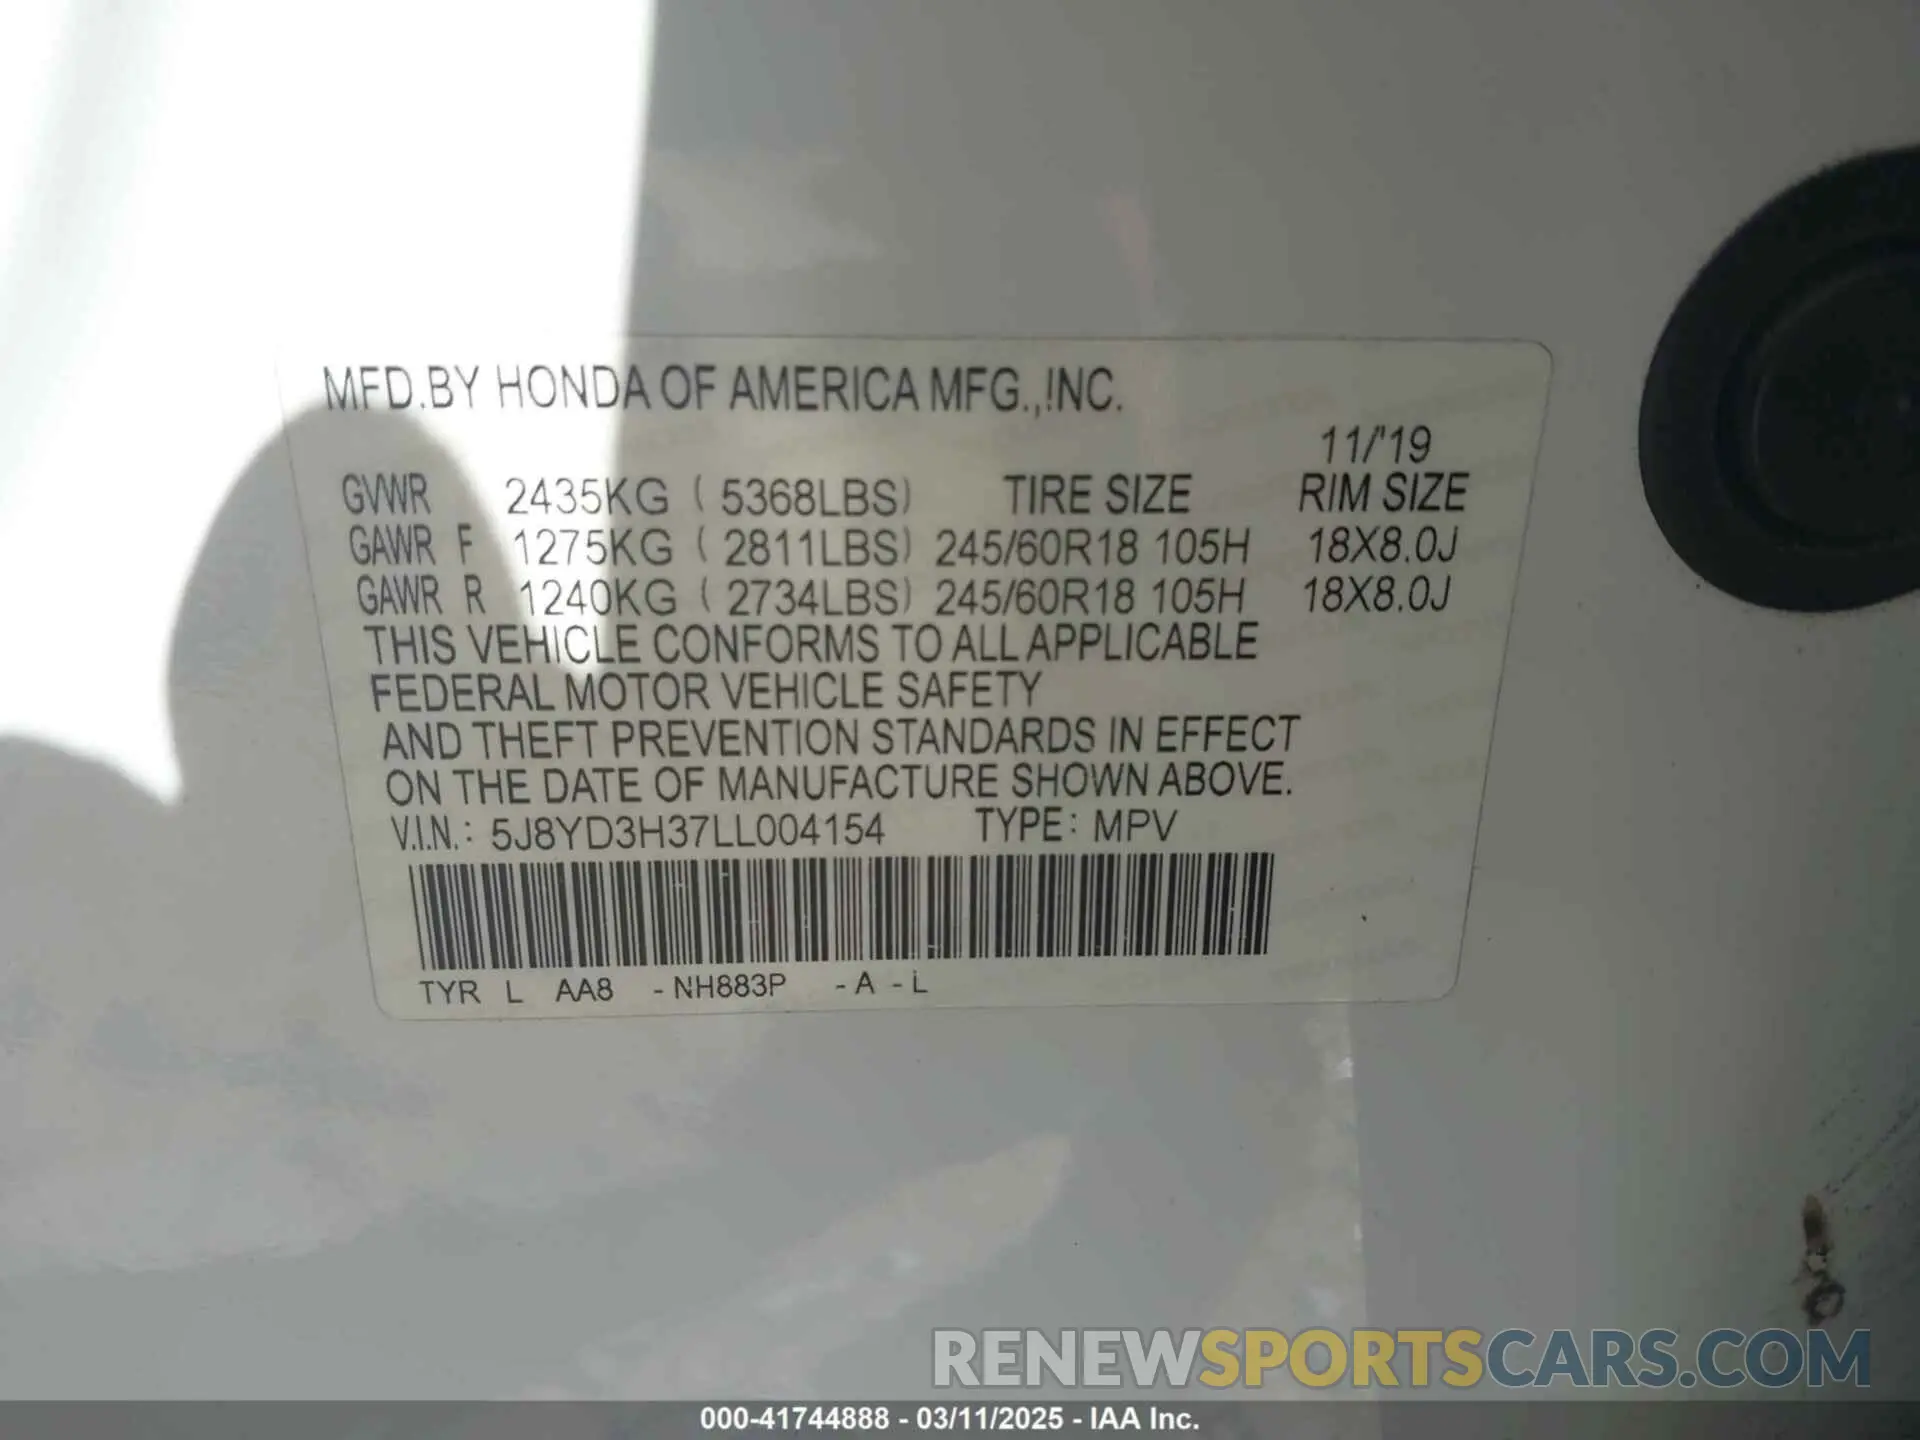 MFD.BY HONDA OF AMERICA MFG.,INC.
11/'19
GVWR 2435KG ( 5368LBS) TIRE SIZE RIM SIZE
GAWR F 1275KG ( 2811LBS) 245/60R18 105H 18X8.0J
GAWR R 1240KG ( 2734LBS) 245/60R18 105H 18X8.0J
THIS VEHICLE CONFORMS TO ALL APPLICABLE
FEDERAL MOTOR VEHICLE SAFETY
AND THEFT PREVENTION STANDARDS IN EFFECT
ON THE DATE OF MANUFACTURE SHOWN ABOVE.
V.I.N.: 5J8YD3H37LL004154 TYPE: MPV
TYR L AA8 - NH883P - A - L
RENEWSPORTSCARS.COM
000-41744888 - 03/11/2025 - IAA Inc.